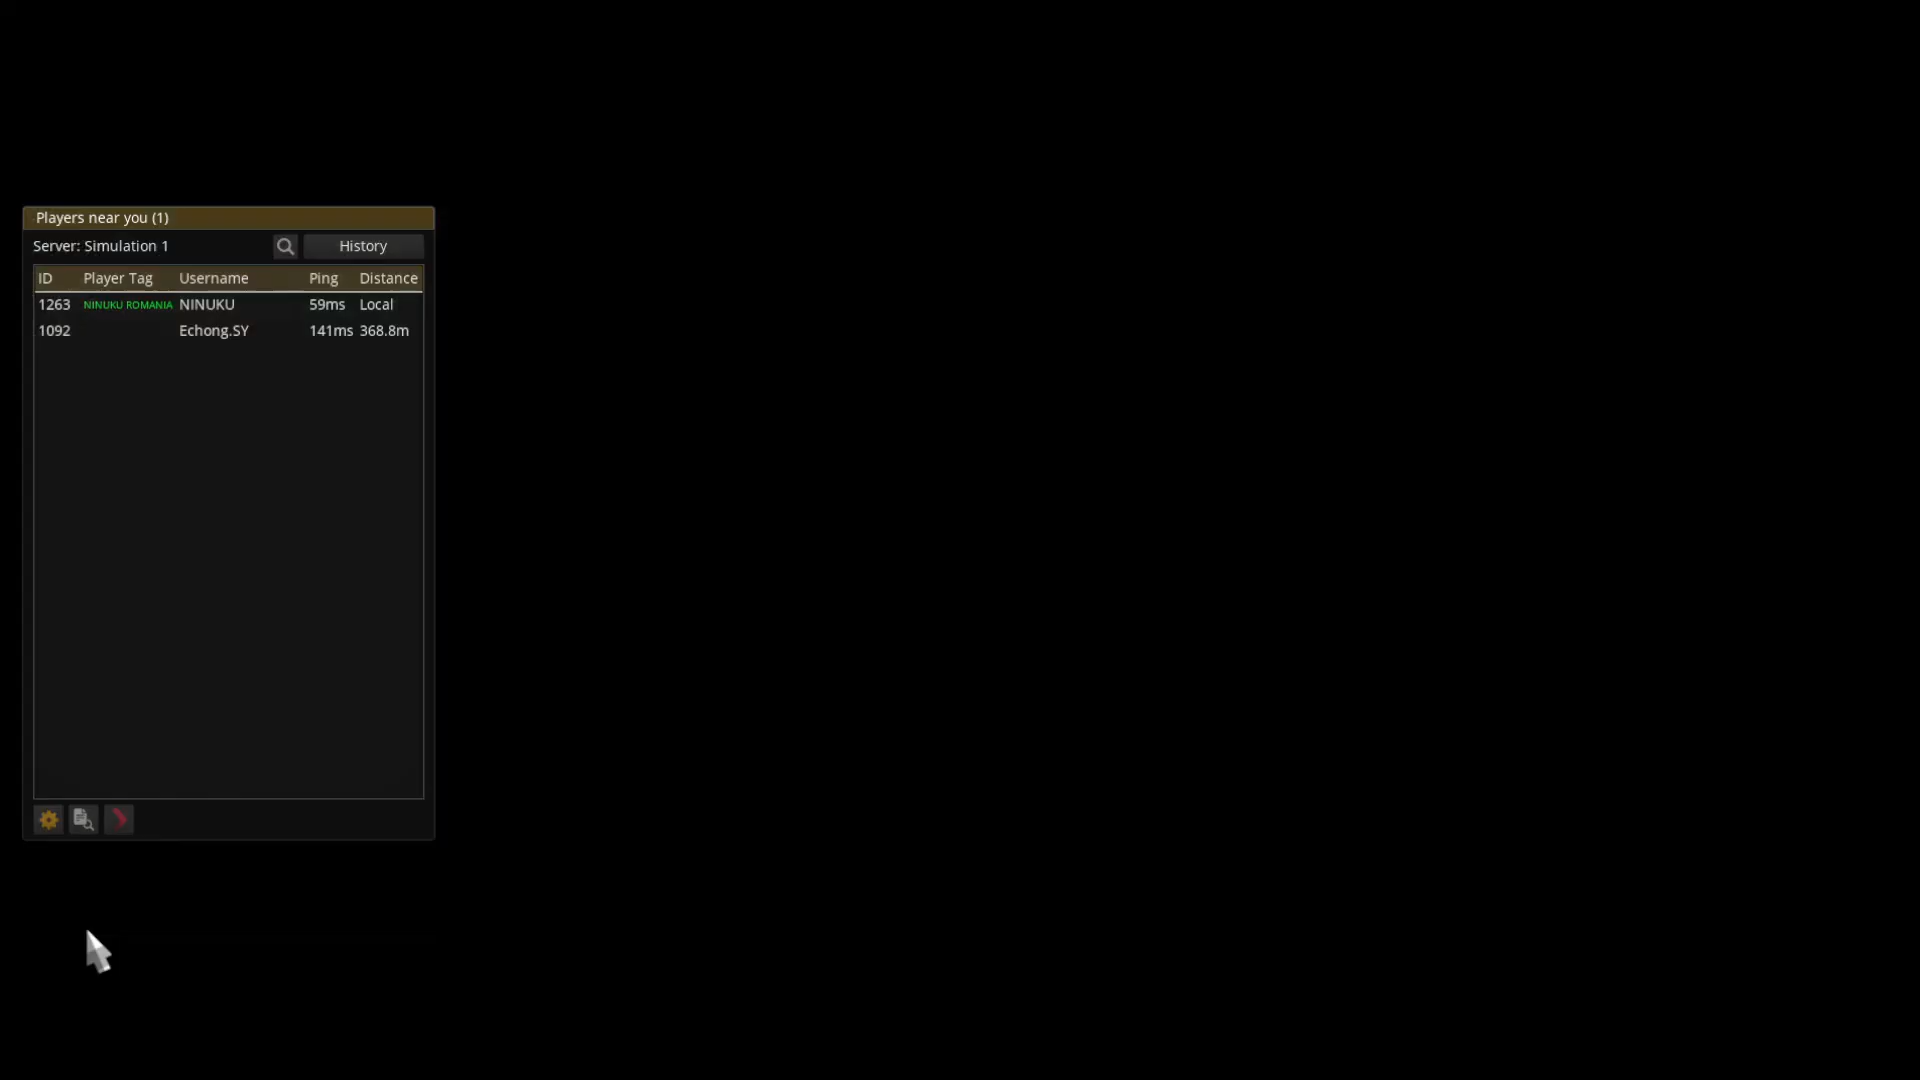 Players near you (1)
Server: Simulation 1 History
ID Player Tag Username Ping Distance
1263 NINUKU ROMANIA NINUKU 59ms Local
1092 Echong.SY 141ms 368.8m